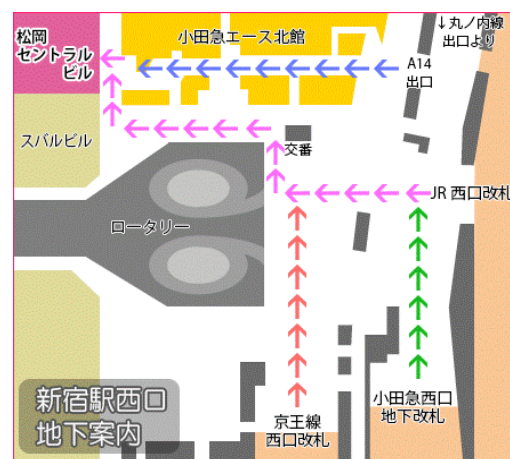 松岡
セントラル
ビル
小田急エース北館
↓丸ノ内線
出口より
A14
出口
スバルビル
交番
JR 西口改札
ロータリー
新宿駅西口
地下案内
京王線
西口改札
小田急西口
地下改札